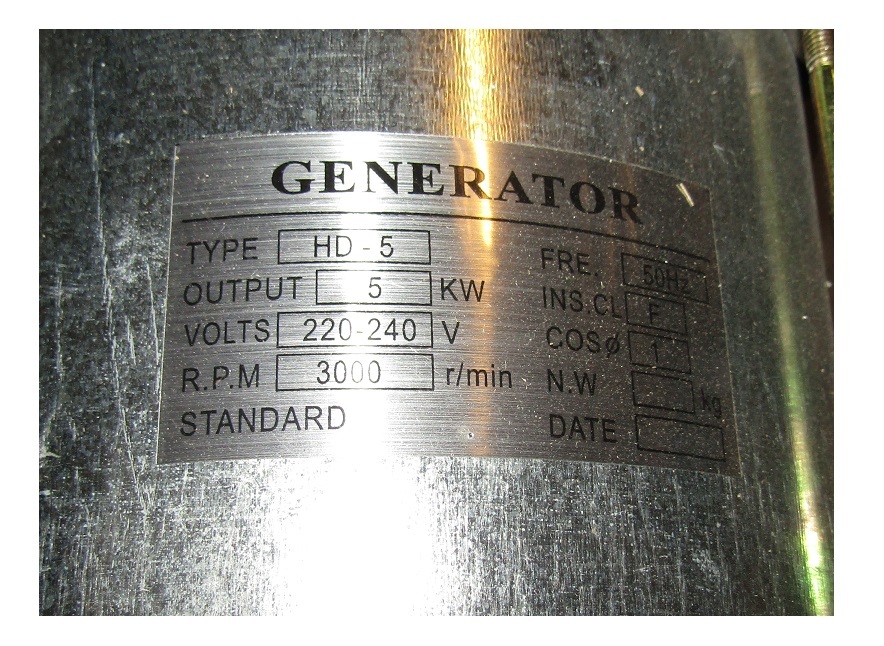 GENERATOR
TYPE HD-5 FRE. 50Hz
OUTPUT 5 KW INS.CL F
VOLTS 220-240 V COSø 1
R.P.M 3000 r/min N.W kg
STANDARD DATE